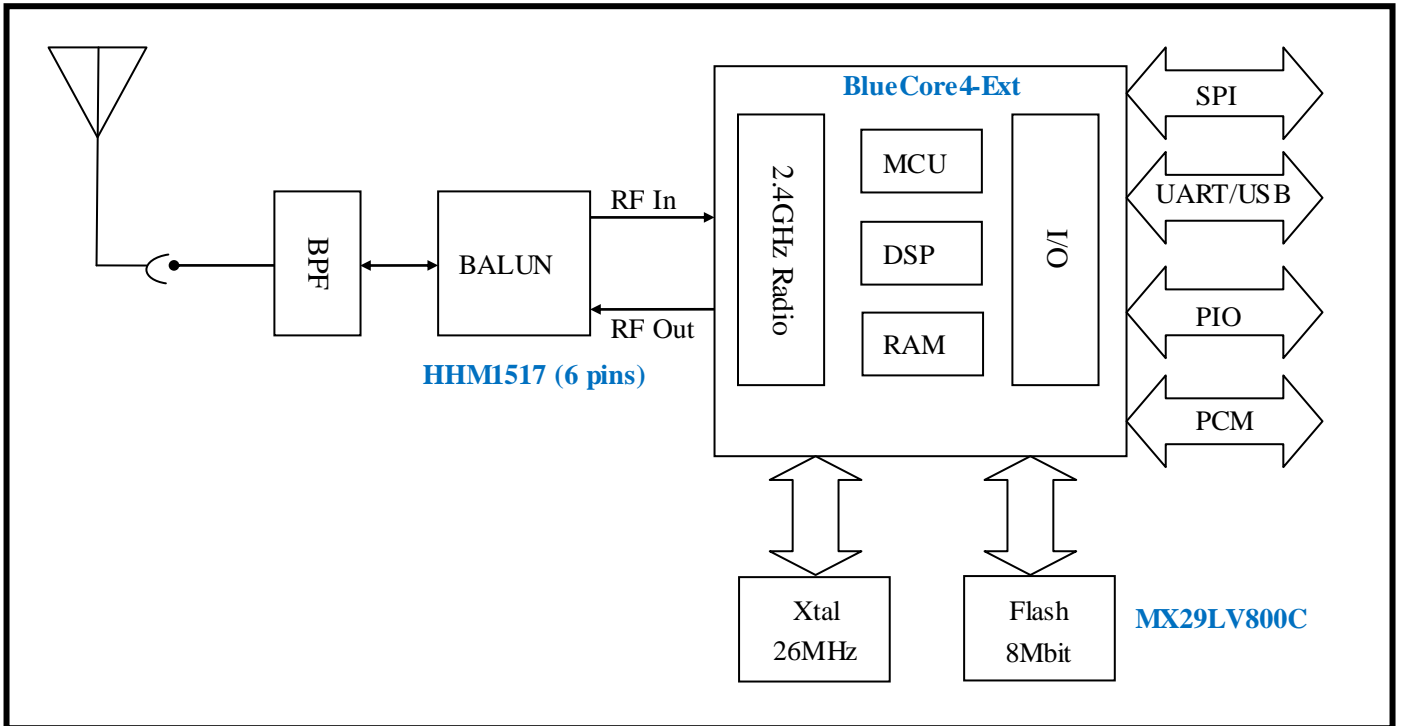 BlueCore4-Ext
SPI
MCU
2.4GHz Radio
I/O
UART/USB
RF In
BPF
BALUN
DSP
RF Out
PIO
RAM
HHM1517 (6 pins)
PCM
Xtal
26MHz
Flash
8Mbit
MX29LV800C